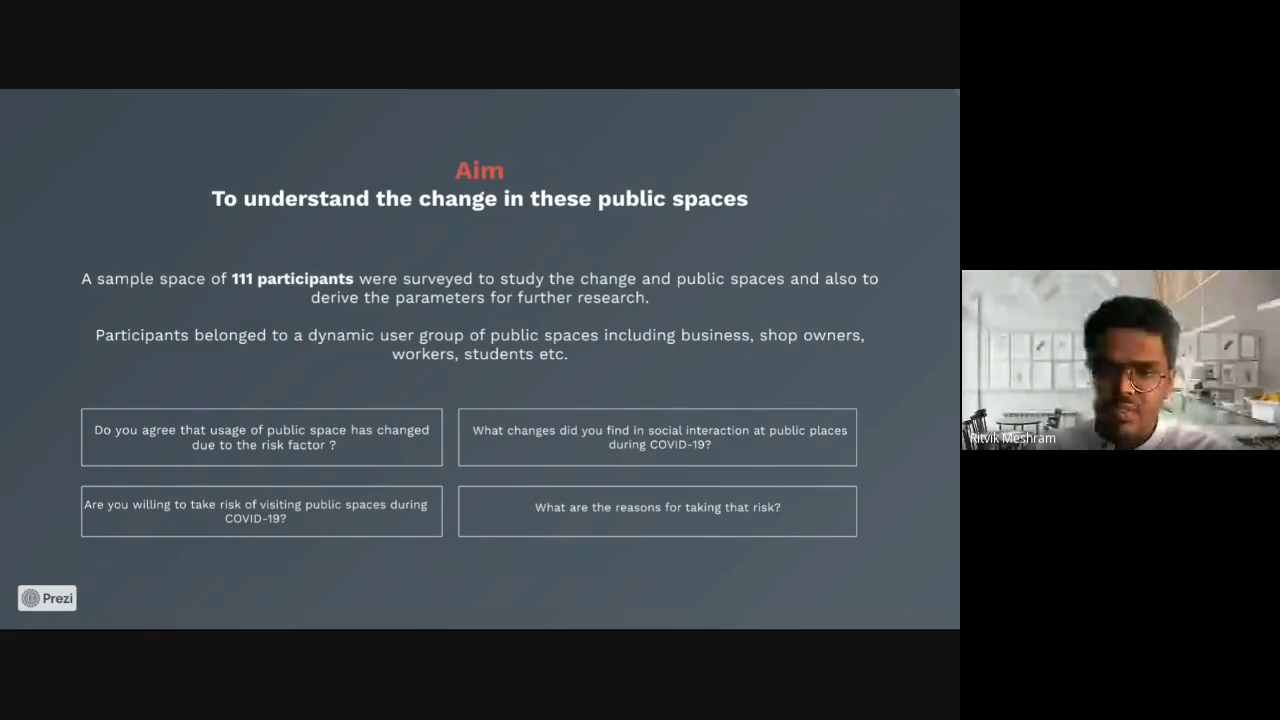 Aim
To understand the change in these public spaces
A sample space of 111 participants were surveyed to study the change and public spaces and also to
derive the parameters for further research.
Participants belonged to a dynamic user group of public spaces including business, shop owners,
workers, students etc.
Do you agree that usage of public space has changed
due to the risk factor ?
What changes did you find in social interaction at public places
during COVID-19?
Are you willing to take risk of visiting public spaces during
COVID-19?
What are the reasons for taking that risk?
Prezi
Ritvik Meshram